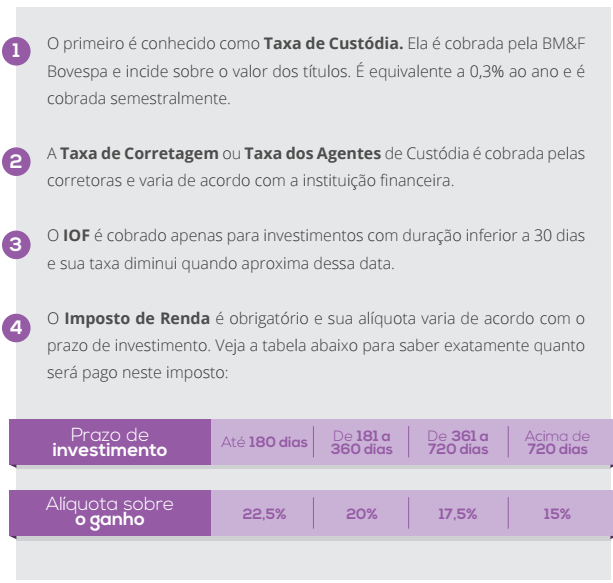 1
O primeiro é conhecido como Taxa de Custódia. Ela é cobrada pela BM&F
Bovespa e incide sobre o valor dos títulos. É equivalente a 0,3% ao ano e é
cobrada semestralmente.
2
A Taxa de Corretagem ou Taxa dos Agentes de Custódia é cobrada pelas
corretoras e varia de acordo com a instituição financeira.
3
O IOF é cobrado apenas para investimentos com duração inferior a 30 dias
e sua taxa diminui quando aproxima dessa data.
4
O Imposto de Renda é obrigatório e sua alíquota varia de acordo com o
prazo de investimento. Veja a tabela abaixo para saber exatamente quanto
será pago neste imposto:
Prazo de
investimento
Até 180 dias
De 181 a
360 dias
De 361 a
720 dias
Acima de
720 dias
Alíquota sobre
o ganho
22,5%
20%
17,5%
15%